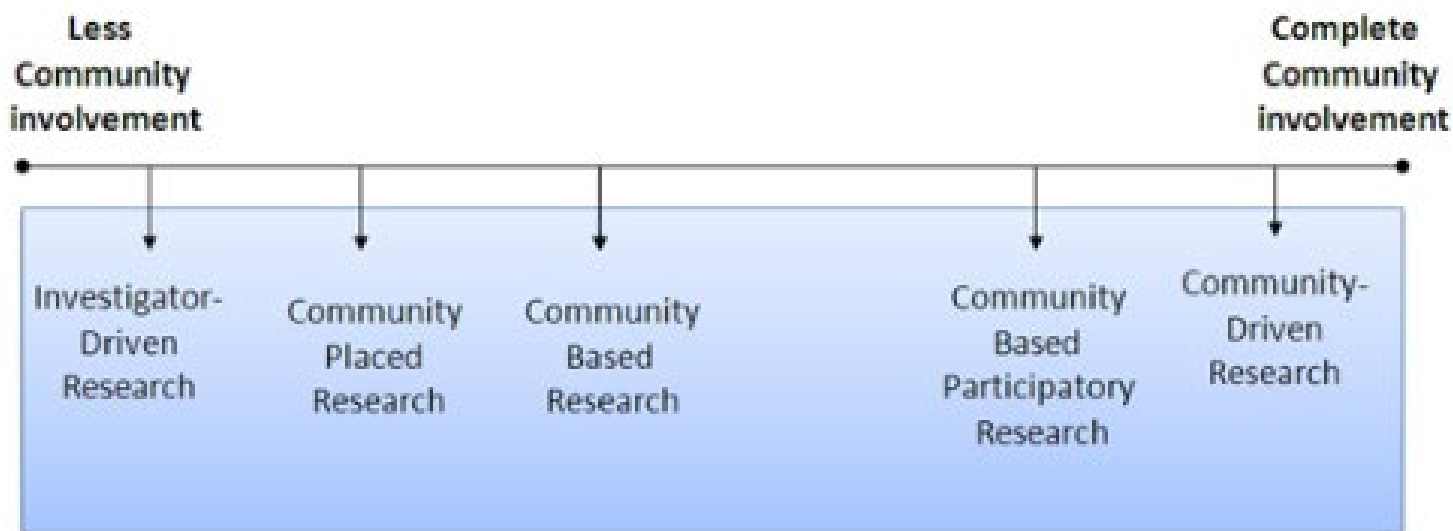 Less
Community
involvement
Complete
Community
involvement
Investigator-
Driven
Research
Community
Placed
Research
Community
Based
Research
Community
Based
Participatory
Research
Community-
Driven
Research